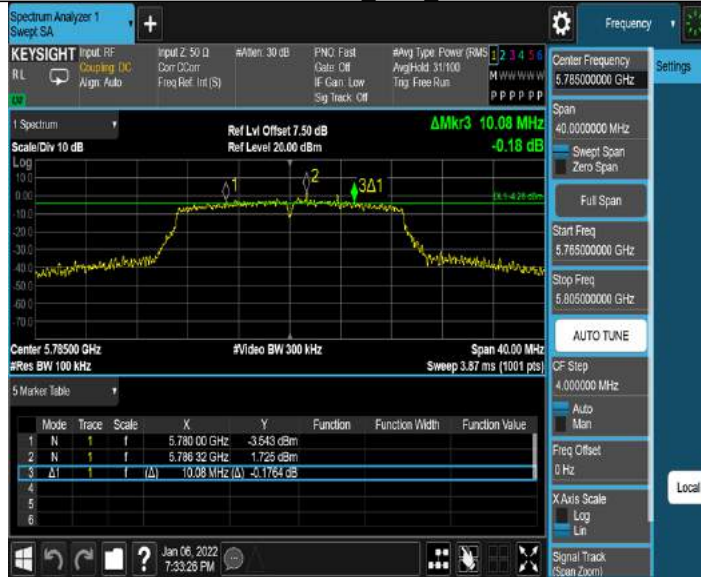 Spectrum Analyzer 1
Swept SA
+
Frequency
KEYSIGHT
RL
Input: RF
Coupling: DC
Align: Auto
Input Z: 50 Ω
Corr CCorr
Freq Ref: Int (S)
#Atten: 30 dB
PNO: Fast
Gate: Off
IF Gain: Low
Sig Track: Off
#Avg Type: Power (RMS
Avg|Hold: 31/100
Trig: Free Run
1 2 3 4 5 6
M W W W W W
P P P P P P
1 Spectrum
Scale/Div 10 dB
Ref Lvl Offset 7.50 dB
Ref Level 20.00 dBm
ΔMkr3 10.08 MHz
-0.18 dB
Log
10.0
0.00
-10.0
-20.0
-30.0
-40.0
-50.0
-60.0
-70.0
1
2
3Δ1
DL1 -4.28 dBm
Center 5.78500 GHz
#Res BW 100 kHz
#Video BW 300 kHz
Span 40.00 MHz
Sweep 3.87 ms (1001 pts)
5 Marker Table
Mode Trace Scale X Y Function Function Width Function Value
1 N 1 f 5.780 00 GHz -3.543 dBm
2 N 1 f 5.786 32 GHz 1.725 dBm
3 Δ1 1 f (Δ) 10.08 MHz (Δ) -0.1764 dB
4
5
6
?
Jan 06, 2022
7:33:26 PM
Center Frequency
5.785000000 GHz
Span
40.0000000 MHz
Swept Span
Zero Span
Full Span
Start Freq
5.765000000 GHz
Stop Freq
5.805000000 GHz
AUTO TUNE
CF Step
4.000000 MHz
Auto
Man
Freq Offset
0 Hz
X Axis Scale
Log
Lin
Signal Track
(Span Zoom)
Settings
Local